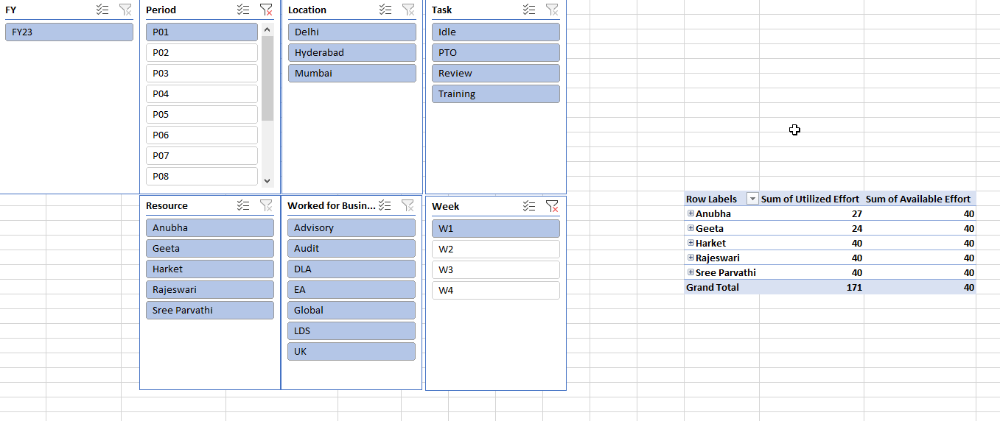 FY
FY23
Period
P01
P02
P03
P04
P05
P06
P07
P08
Location
Delhi
Hyderabad
Mumbai
Task
Idle
PTO
Review
Training
Resource
Anubha
Geeta
Harket
Rajeswari
Sree Parvathi
Worked for Busin...
Advisory
Audit
DLA
EA
Global
LDS
UK
Week
W1
W2
W3
W4
Row Labels Sum of Utilized Effort Sum of Available Effort
Anubha 27 40
Geeta 24 40
Harket 40 40
Rajeswari 40 40
Sree Parvathi 40 40
Grand Total 171 40